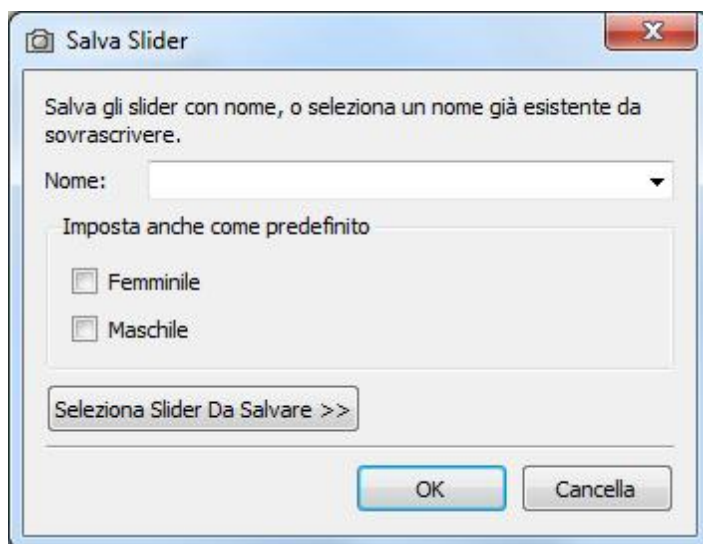 Salva Slider
Salva gli slider con nome, o seleziona un nome già esistente da
sovrascrivere.
Nome:
Imposta anche come predefinito
Femminile
Maschile
Seleziona Slider Da Salvare >>
OK
Cancella